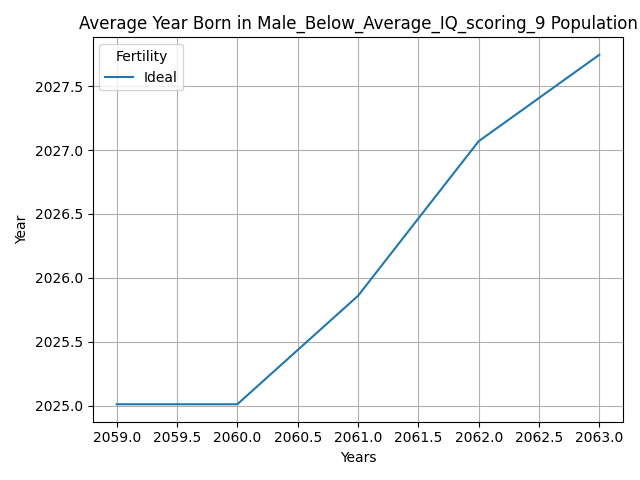 Average Year Born in Male_Below_Average_IQ_scoring_9 Population
Fertility
Ideal
2027.5
2027.0
2026.5
2026.0
2025.5
2025.0
Year
2059.0 2059.5 2060.0 2060.5 2061.0 2061.5 2062.0 2062.5 2063.0
Years